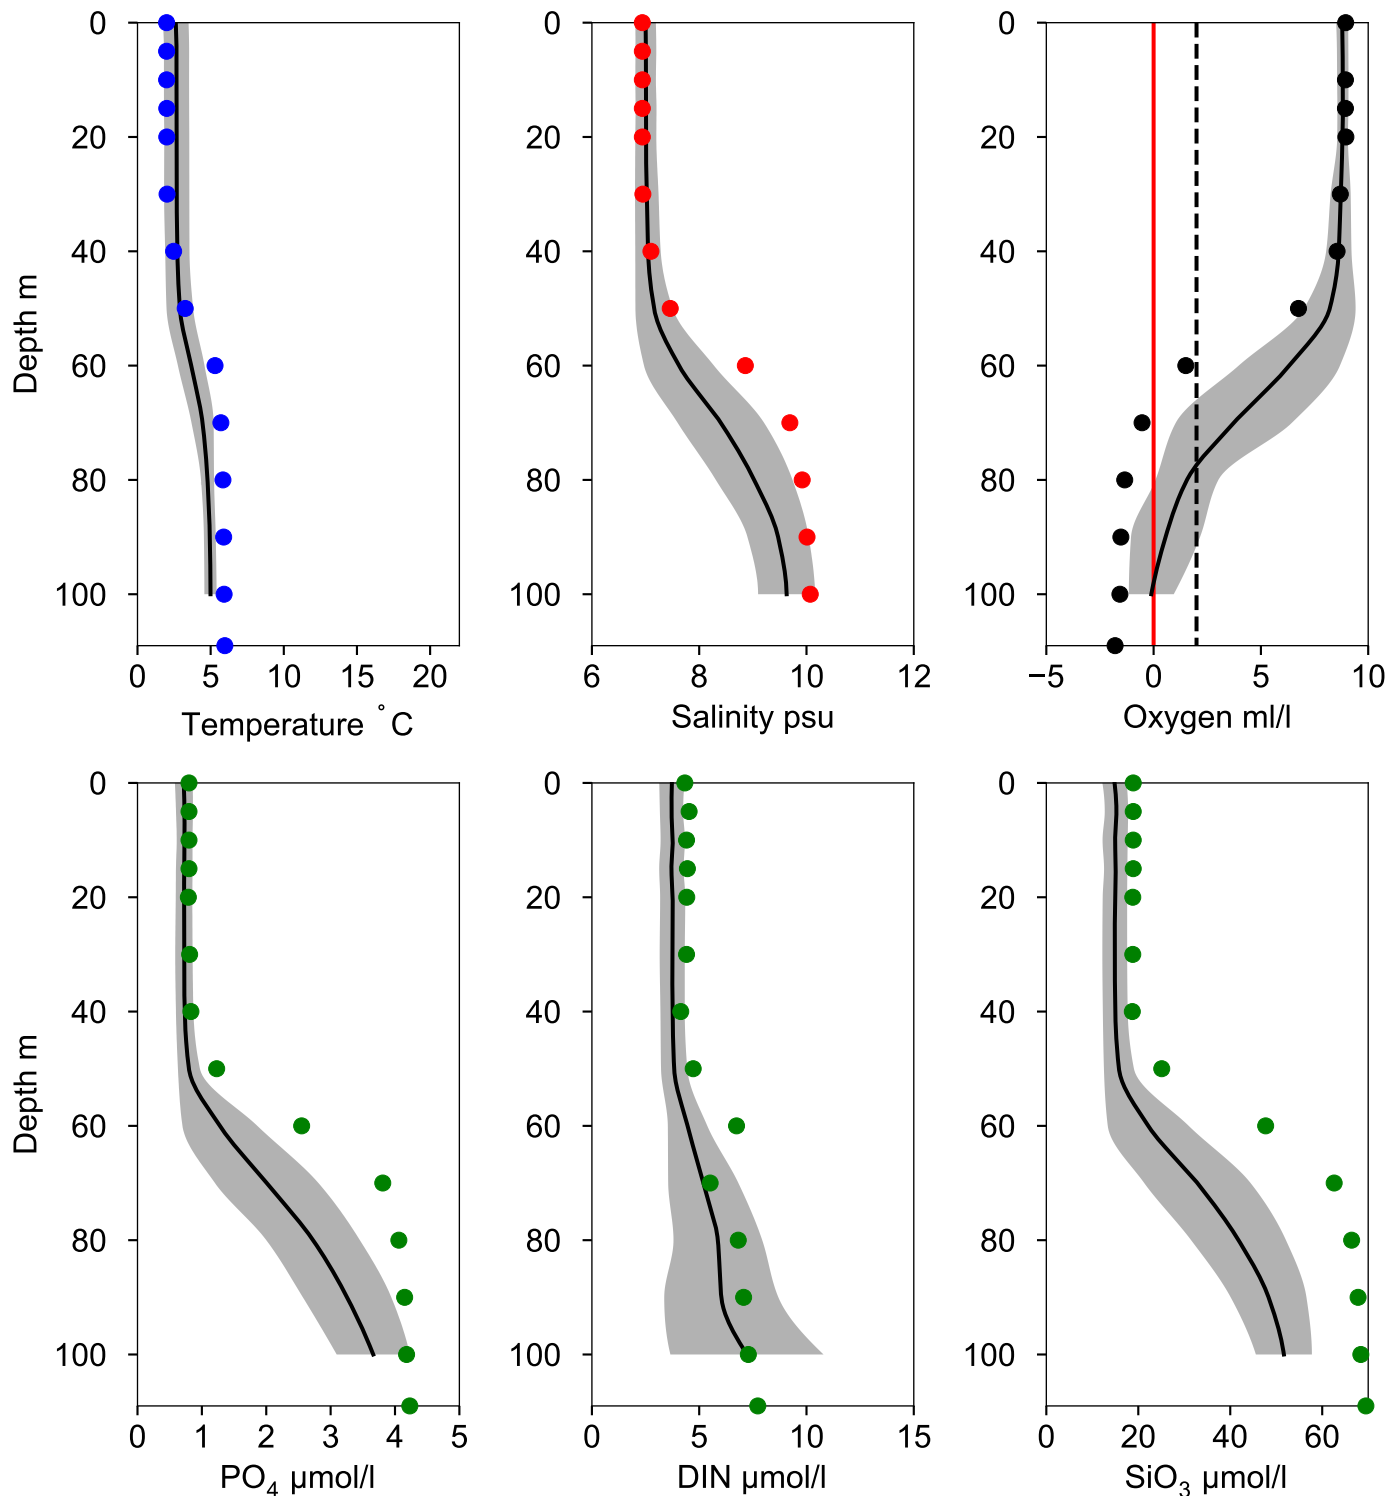 0
20
40
60
80
100
Depth m
0 5 10 15 20
Temperature °C
0
20
40
60
80
100
6 8 10 12
Salinity psu
0
20
40
60
80
100
−5 0 5 10
Oxygen ml/l
0
20
40
60
80
100
Depth m
0 1 2 3 4 5
PO₄ µmol/l
0
20
40
60
80
100
0 5 10 15
DIN µmol/l
0
20
40
60
80
100
0 20 40 60
SiO₃ µmol/l